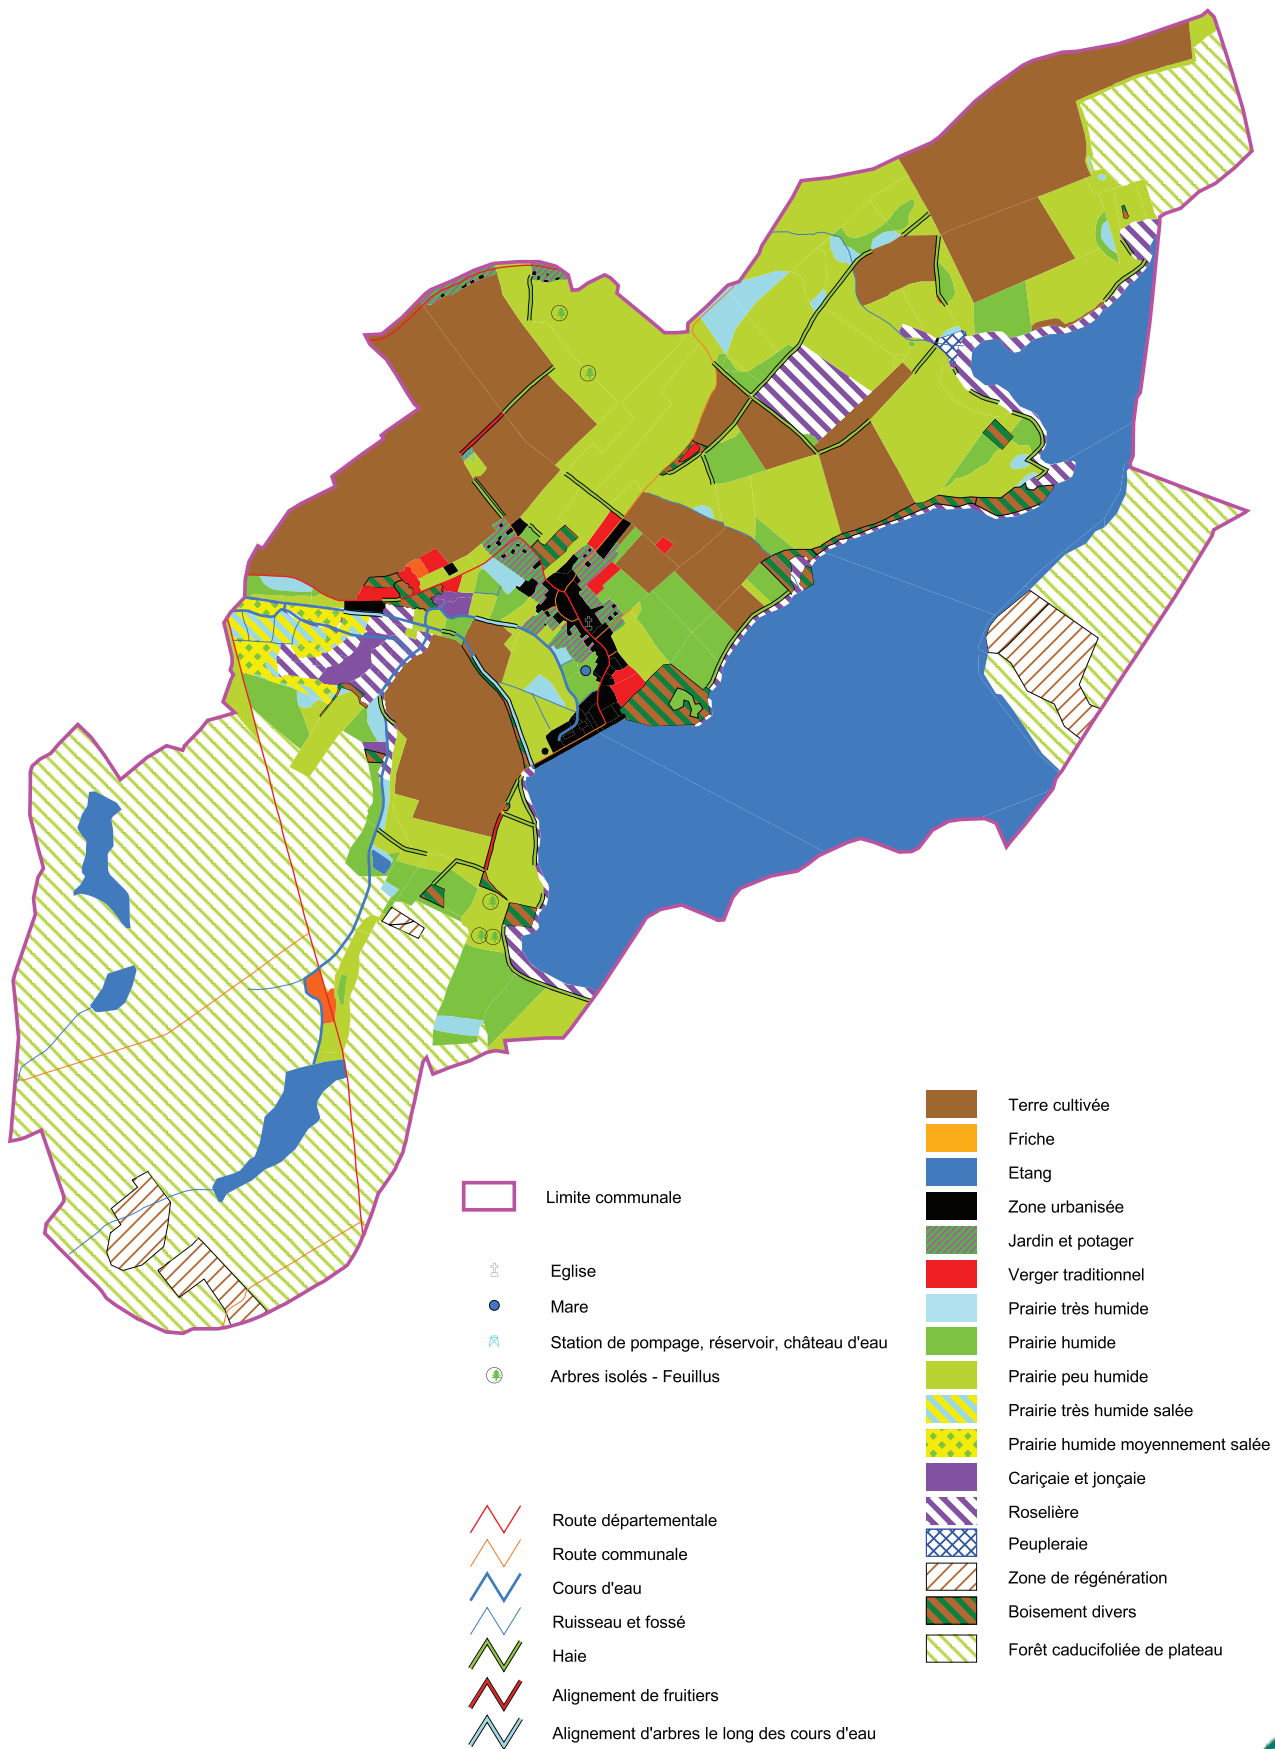 Limite communale
Eglise
Mare
Station de pompage, réservoir, château d'eau
Arbres isolés - Feuillus
Route départementale
Route communale
Cours d'eau
Ruisseau et fossé
Haie
Alignement de fruitiers
Alignement d'arbres le long des cours d'eau
Terre cultivée
Friche
Etang
Zone urbanisée
Jardin et potager
Verger traditionnel
Prairie très humide
Prairie humide
Prairie peu humide
Prairie très humide salée
Prairie humide moyennement salée
Cariçaie et jonçaie
Roselière
Peupleraie
Zone de régénération
Boisement divers
Forêt caducifoliée de plateau